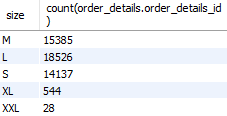 size count(order_details.order_details_id
)
M 15385
L 18526
S 14137
XL 544
XXL 28